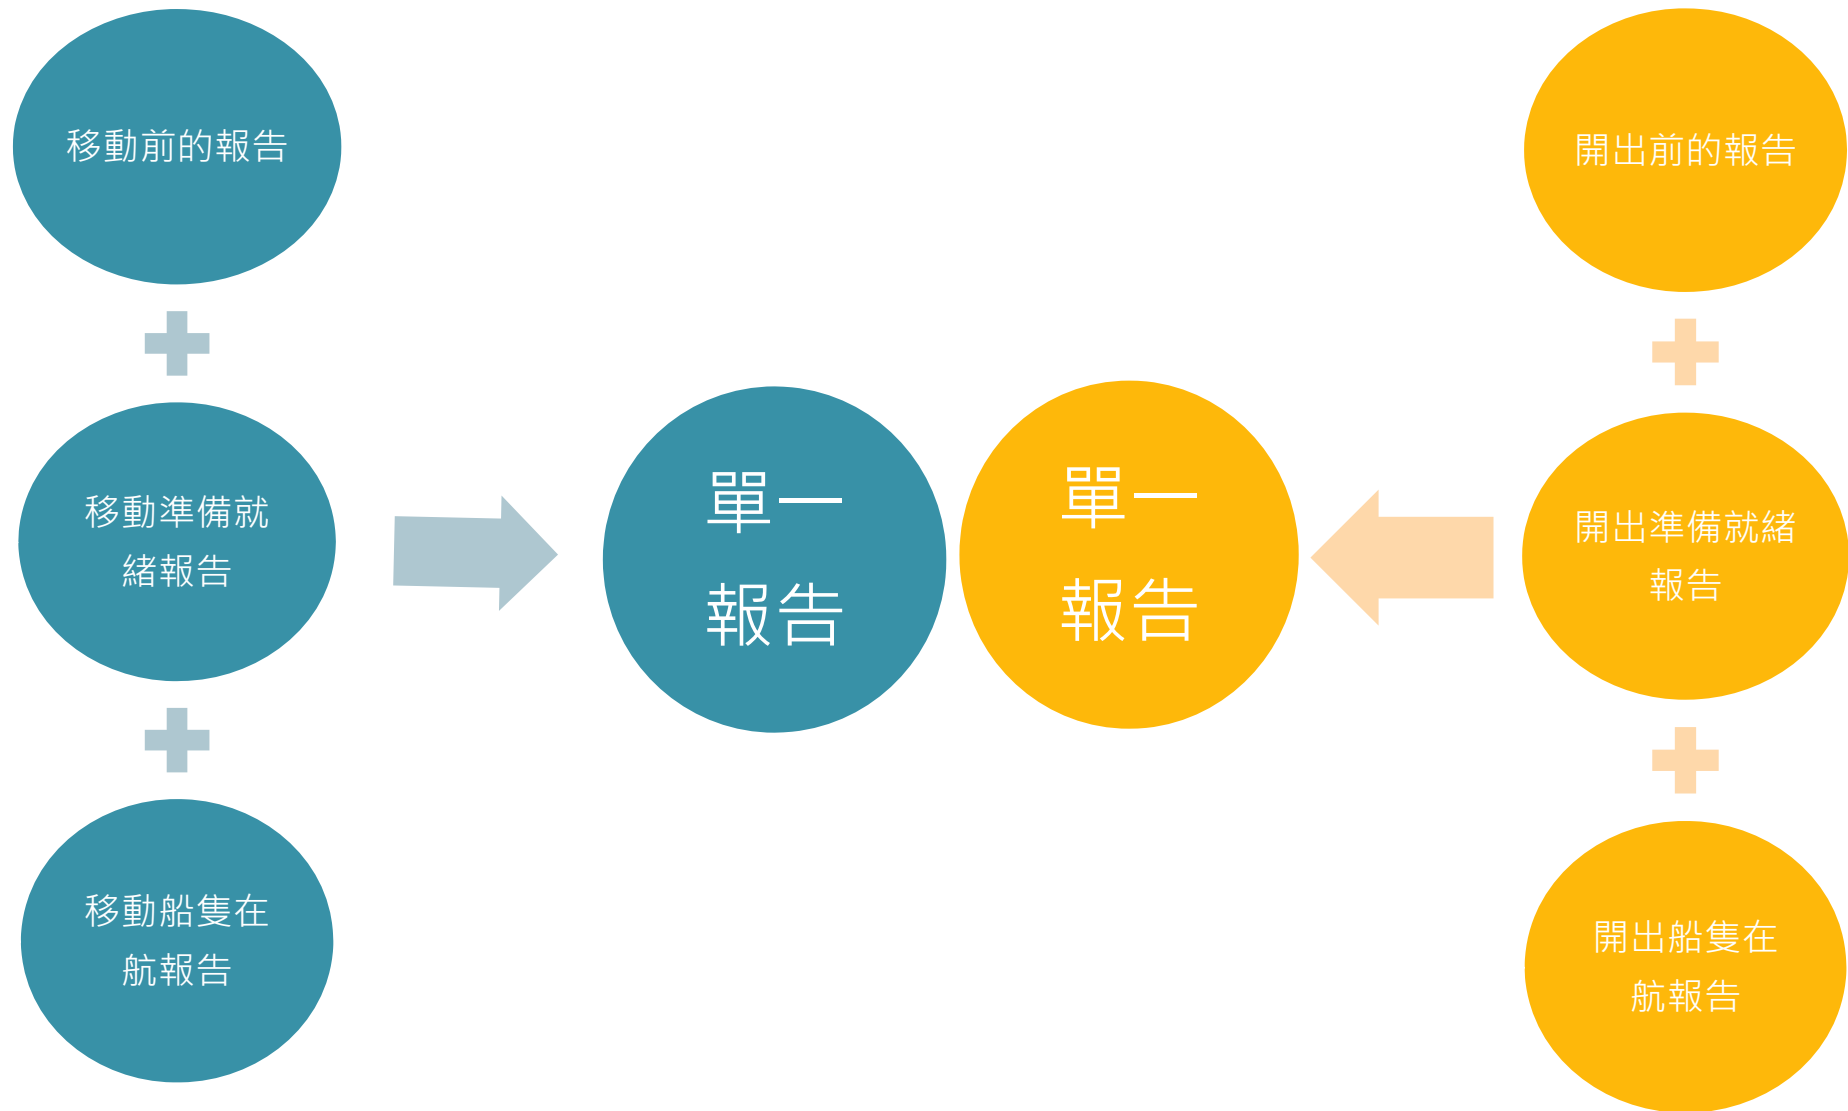 移動前的報告
移動準備就
緒報告
移動船隻在
航報告
單一
報告
單一
報告
開出前的報告
開出準備就緒
報告
開出船隻在
航報告